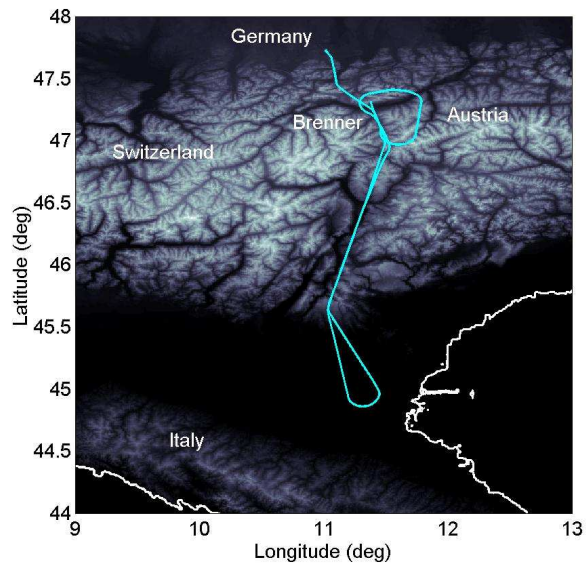 48
47.5
47
46.5
46
45.5
45
44.5
44
Latitude (deg)
Germany
Brenner
Austria
Switzerland
Italy
9
10
11
12
13
Longitude (deg)